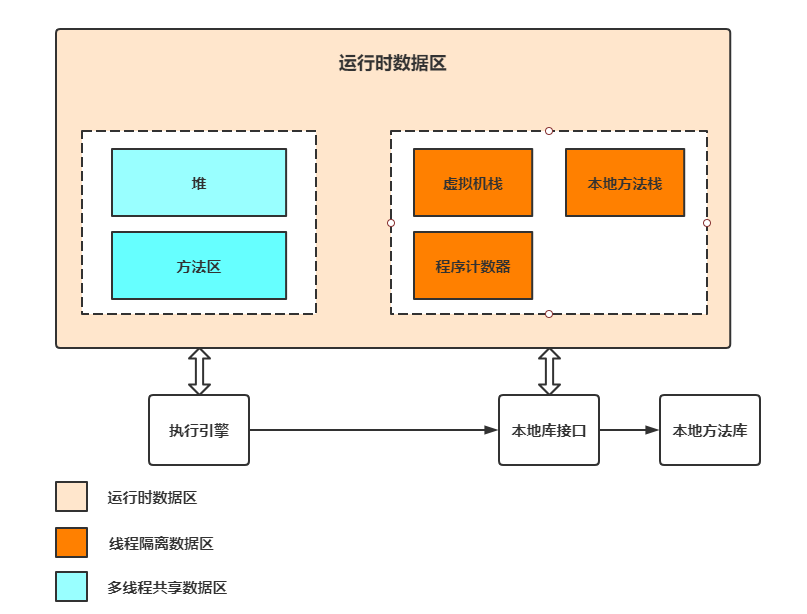 运行时数据区
堆
方法区
虚拟机栈
本地方法栈
程序计数器
执行引擎
本地库接口
本地方法库
运行时数据区
线程隔离数据区
多线程共享数据区